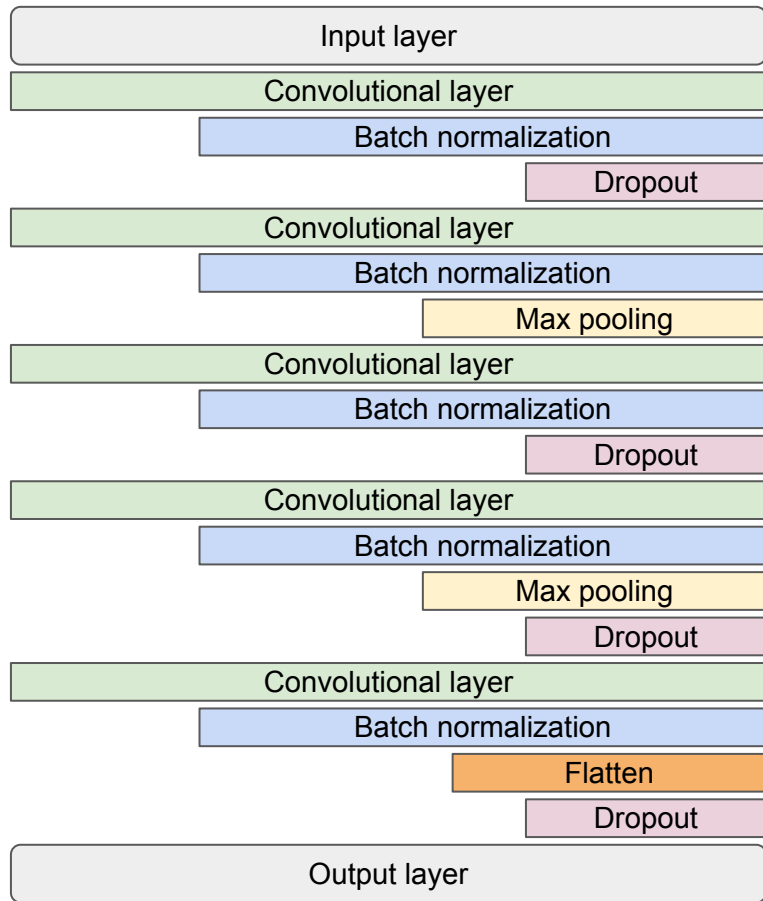 Input layer
Convolutional layer
Batch normalization
Dropout
Convolutional layer
Batch normalization
Max pooling
Convolutional layer
Batch normalization
Dropout
Convolutional layer
Batch normalization
Max pooling
Dropout
Convolutional layer
Batch normalization
Flatten
Dropout
Output layer